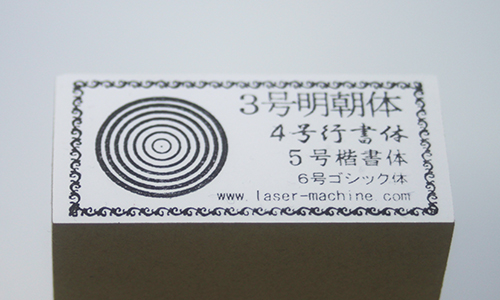 3号明朝体
4号行書体
5号楷書体
6号ゴシック体
www.laser-machine.com